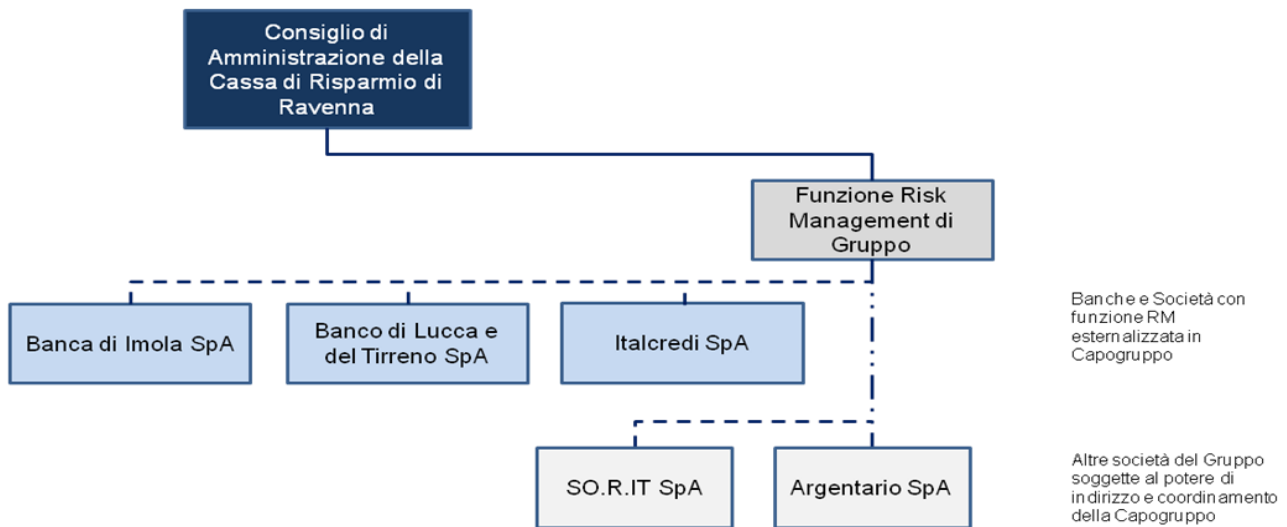 Consiglio di
Amministrazione della
Cassa di Risparmio di
Ravenna
Funzione Risk
Management di
Gruppo
Banca di Imola SpA
Banco di Lucca e
del Tirreno SpA
Italcredi SpA
Banche e Società con
funzione RM
esternalizzata in
Capogruppo
SO.R.IT SpA
Argentario SpA
Altre società del Gruppo
soggette al potere di
indirizzo e coordinamento
della Capogruppo